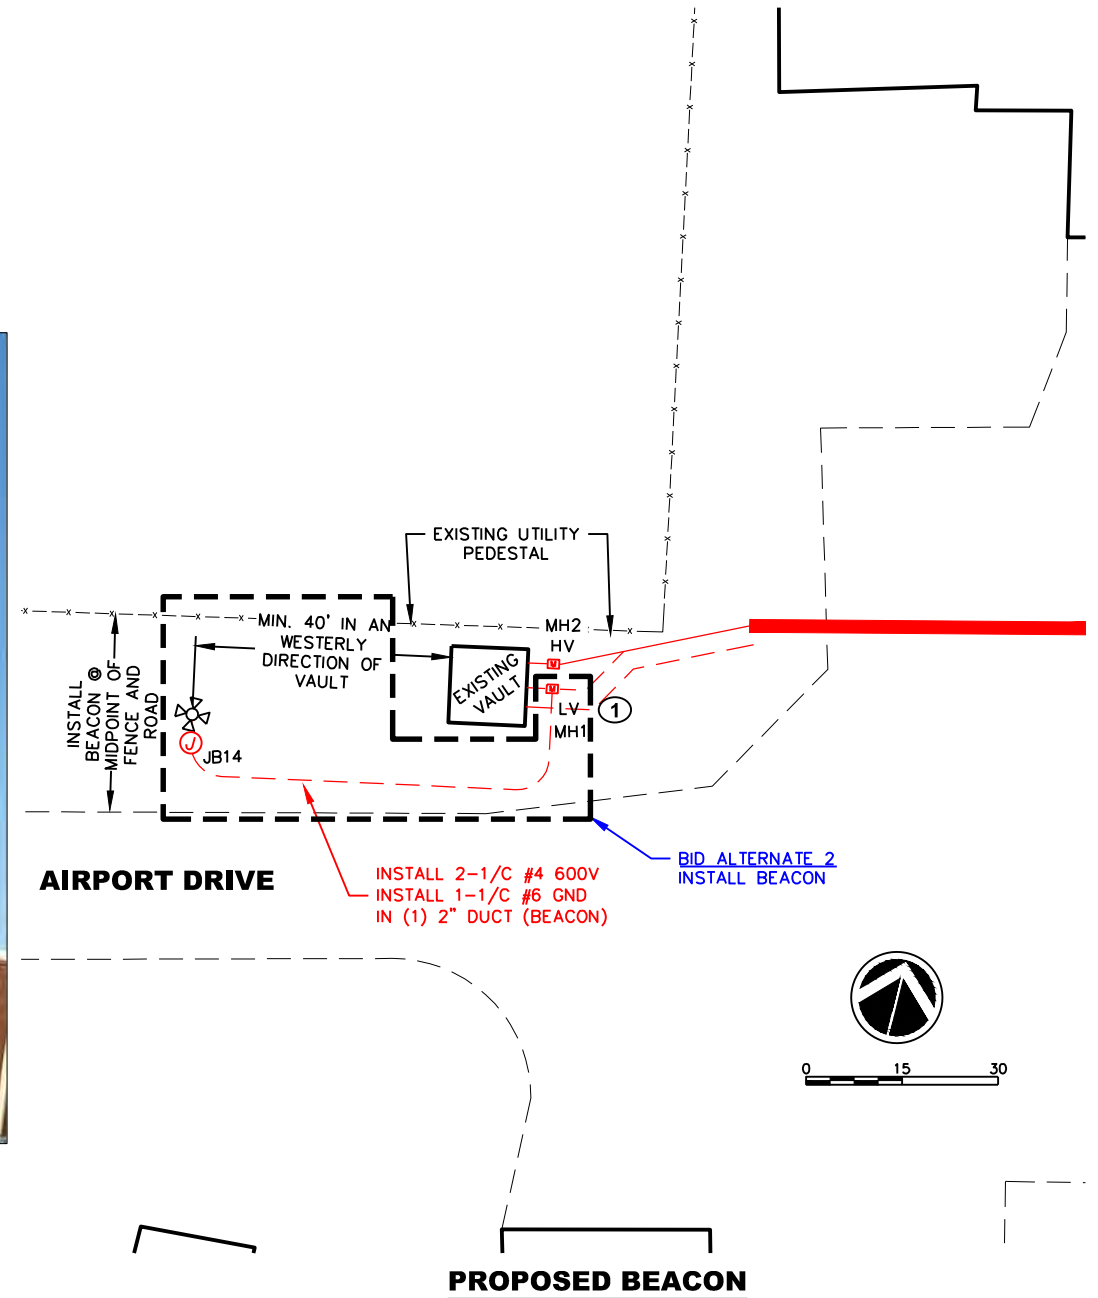 EXISTING UTILITY
PEDESTAL
MIN. 40' IN AN
WESTERLY
DIRECTION OF
VAULT
MH2
HV
EXISTING
VAULT
LV
MH1
1
INSTALL
BEACON @
MIDPOINT OF
FENCE AND
ROAD
J
JB14
M
M
AIRPORT DRIVE
INSTALL 2-1/C #4 600V
INSTALL 1-1/C #6 GND
IN (1) 2" DUCT (BEACON)
BID ALTERNATE 2
INSTALL BEACON
0 15 30
PROPOSED BEACON